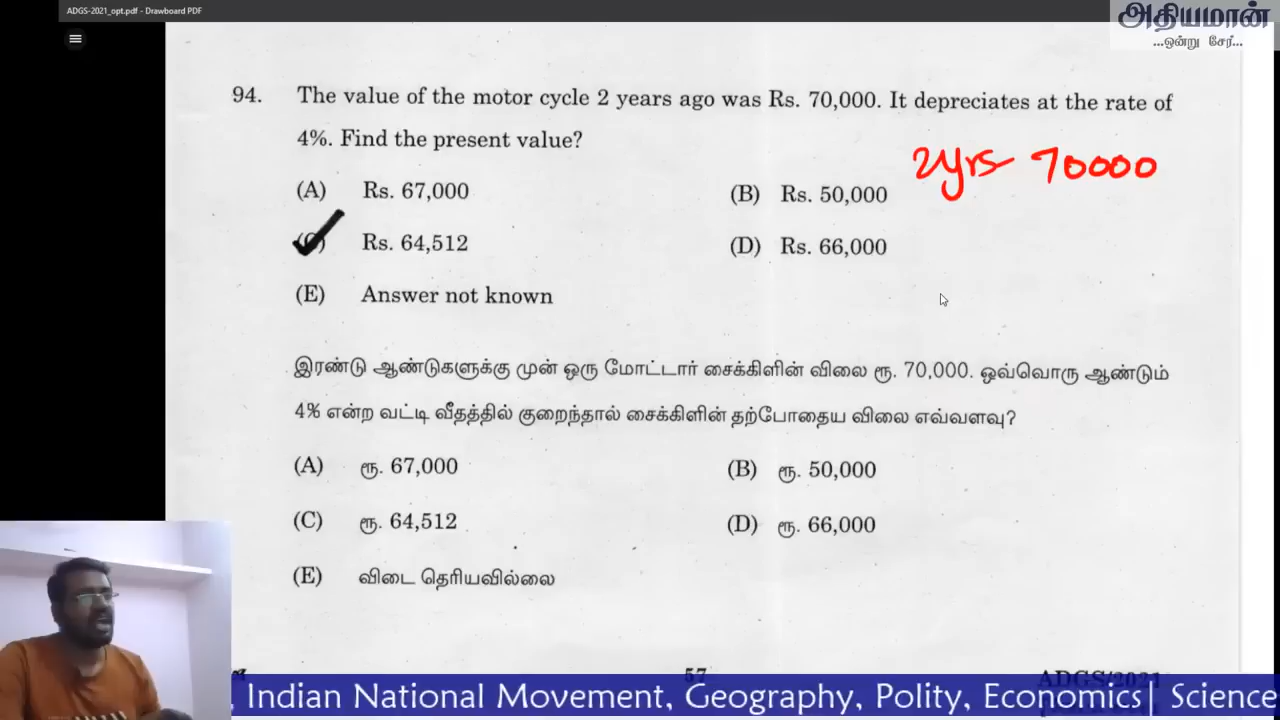 ADGS-2021_opt.pdf - Drawboard PDF
அதியமான்
...ஒன்று சேர்...
94. The value of the motor cycle 2 years ago was Rs. 70,000. It depreciates at the rate of
4%. Find the present value?
2yrs- 70000
(A) Rs. 67,000 (B) Rs. 50,000
Rs. 64,512 (D) Rs. 66,000
(E) Answer not known
இரண்டு ஆண்டுகளுக்கு முன் ஒரு மோட்டார் சைக்கிளின் விலை ரூ. 70,000. ஒவ்வொரு ஆண்டும்
4% என்ற வட்டி வீதத்தில் குறைந்தால் சைக்கிளின் தற்போதைய விலை எவ்வளவு?
(A) ரூ. 67,000 (B) ரூ. 50,000
(C) ரூ. 64,512 (D) ரூ. 66,000
(E) விடை தெரியவில்லை
57 ADGS/2021
, Indian National Movement, Geography, Polity, Economics| Science